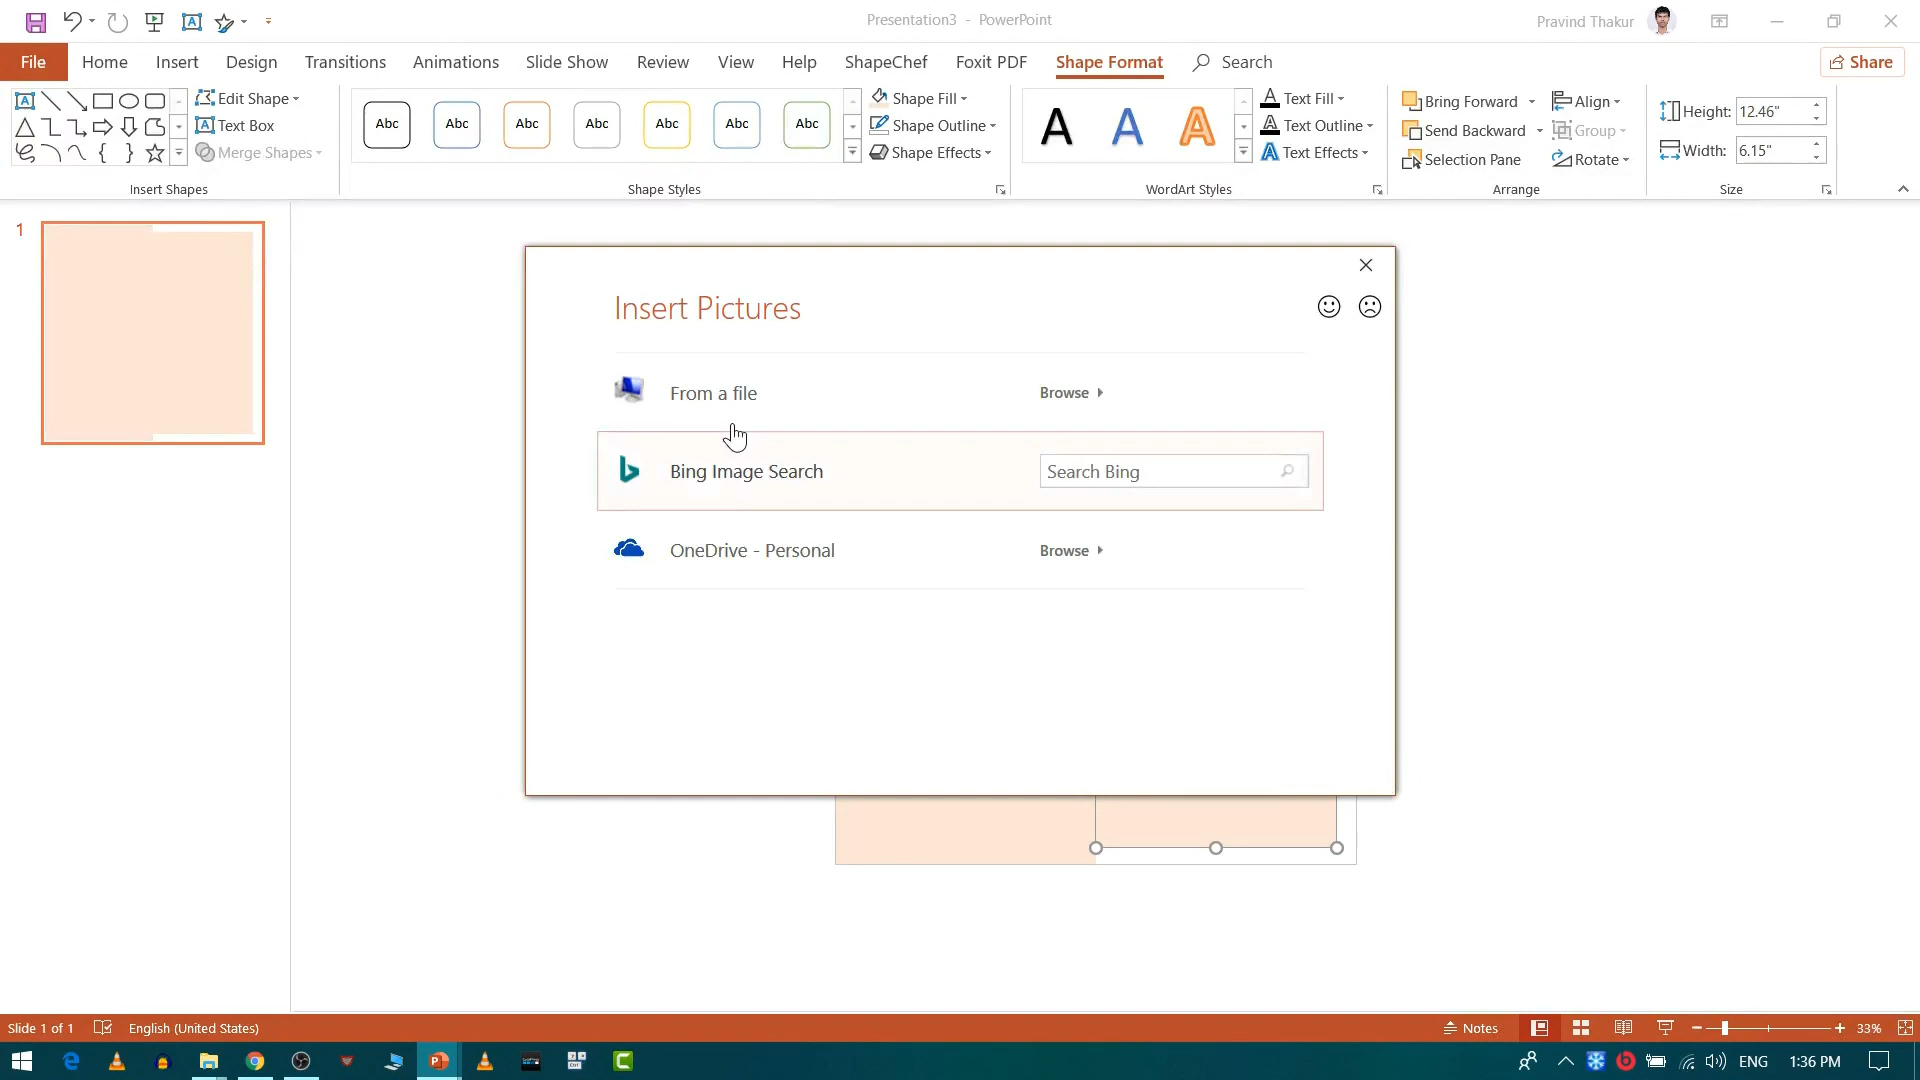 Presentation3 - PowerPoint
Pravind Thakur
File Home Insert Design Transitions Animations Slide Show Review View Help ShapeChef Foxit PDF Shape Format Search Share
Edit Shape
Text Box
Merge Shapes
Insert Shapes
Abc Abc Abc Abc Abc Abc Abc
Shape Fill
Shape Outline
Shape Effects
Shape Styles
A A A
Text Fill
Text Outline
Text Effects
WordArt Styles
Bring Forward
Send Backward
Selection Pane
Align
Group
Rotate
Arrange
Height: 12.46"
Width: 6.15"
Size
1
Insert Pictures
From a file Browse
Bing Image Search Search Bing
OneDrive - Personal Browse
Slide 1 of 1 English (United States) Notes 33%
ENG 1:36 PM